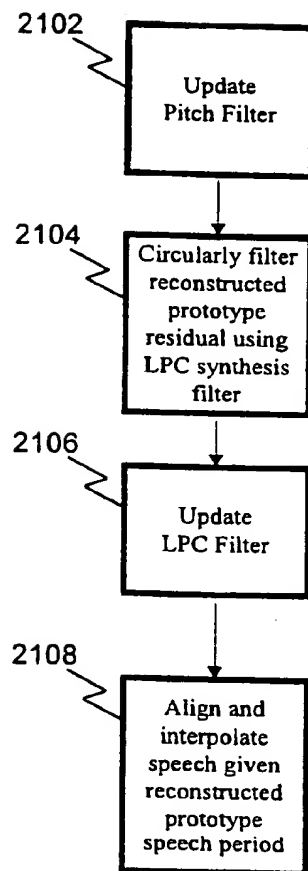 2102
Update
Pitch Filter
2104
Circularly filter
reconstructed
prototype
residual using
LPC synthesis
filter
2106
Update
LPC Filter
2108
Align and
interpolate
speech given
reconstructed
prototype
speech period